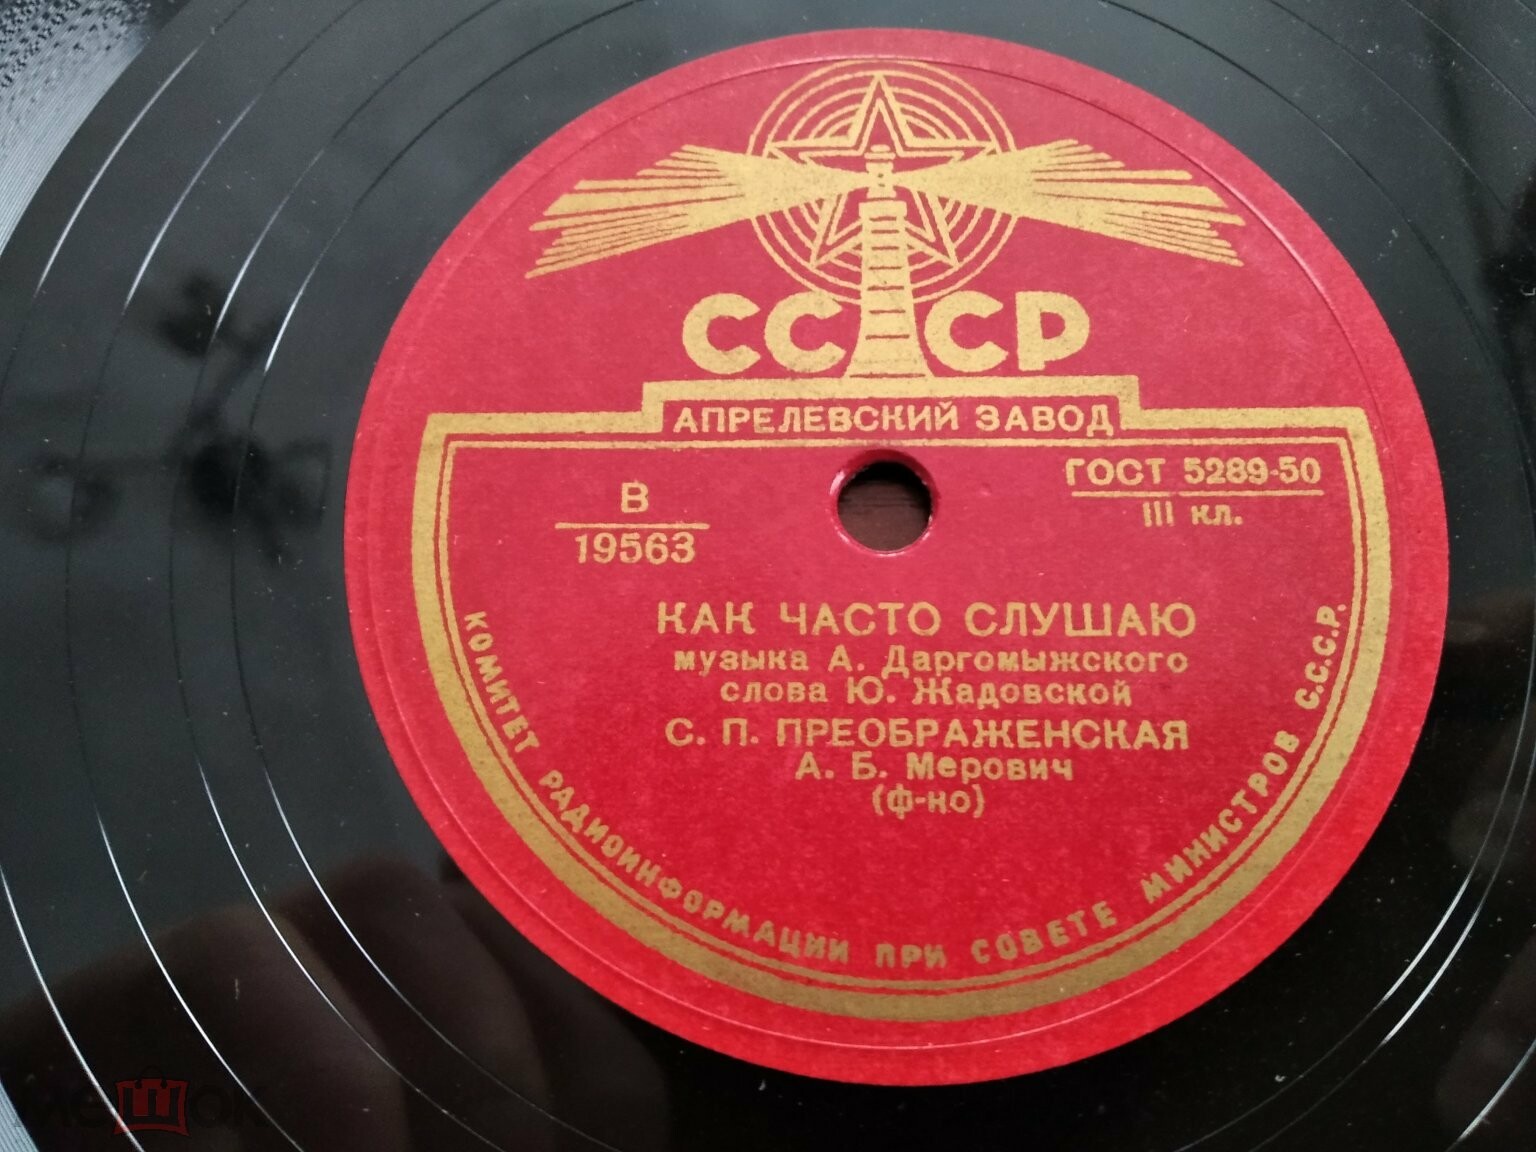 СССР
АПРЕЛЕВСКИЙ ЗАВОД
В
19563
ГОСТ 5289-50
III кл.
КАК ЧАСТО СЛУШАЮ
музыка А. Даргомыжского
слова Ю. Жадовской
С. П. ПРЕОБРАЖЕНСКАЯ
А. Б. Мерович
(ф-но)
КОМИТЕТ РАДИОИНФОРМАЦИИ ПРИ СОВЕТЕ МИНИСТРОВ С.С.С.Р.
мешок